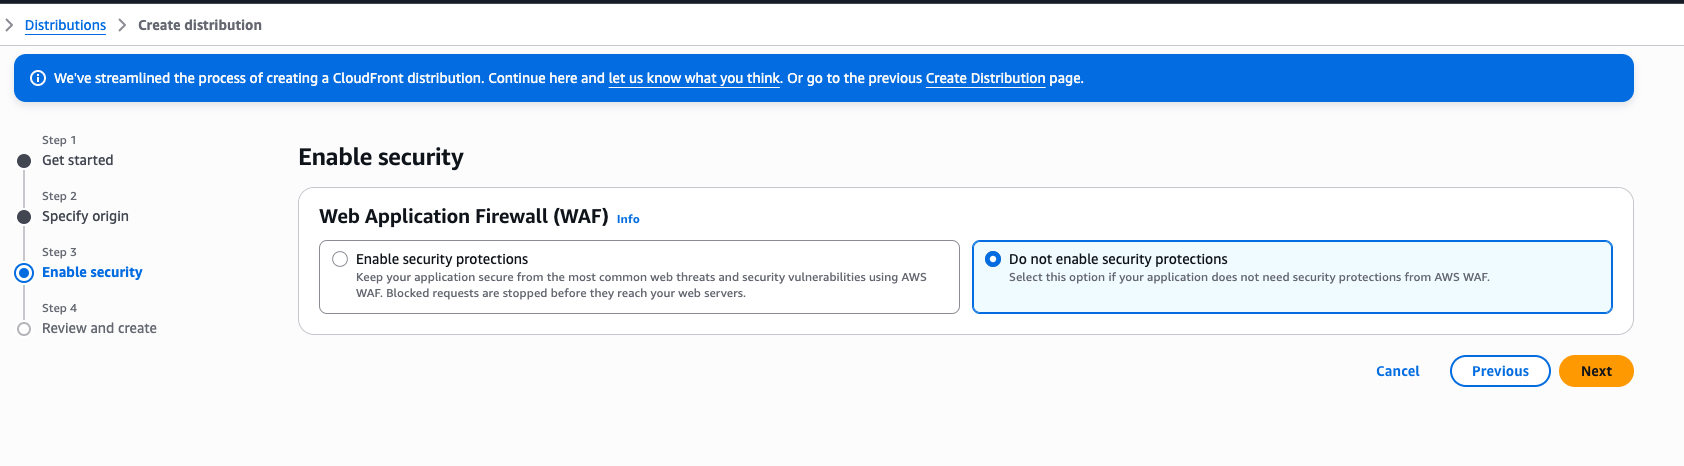 Distributions > Create distribution
We've streamlined the process of creating a CloudFront distribution. Continue here and let us know what you think. Or go to the previous Create Distribution page.
Step 1
Get started
Step 2
Specify origin
Step 3
Enable security
Step 4
Review and create
Enable security
Web Application Firewall (WAF) Info
Enable security protections
Keep your application secure from the most common web threats and security vulnerabilities using AWS
WAF. Blocked requests are stopped before they reach your web servers.
Do not enable security protections
Select this option if your application does not need security protections from AWS WAF.
Cancel Previous Next